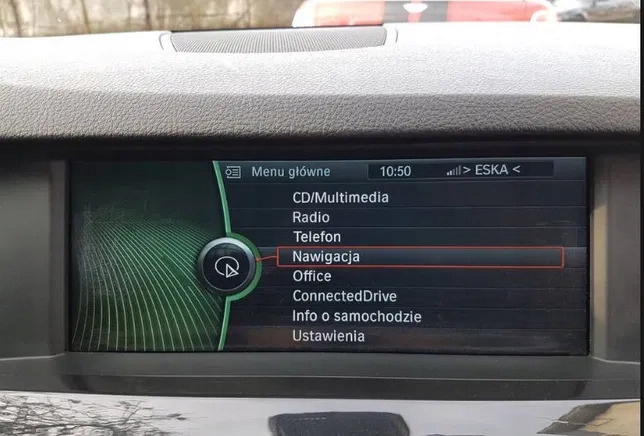 Menu główne 10:50 > ESKA <
CD/Multimedia
Radio
Telefon
Nawigacja
Office
ConnectedDrive
Info o samochodzie
Ustawienia